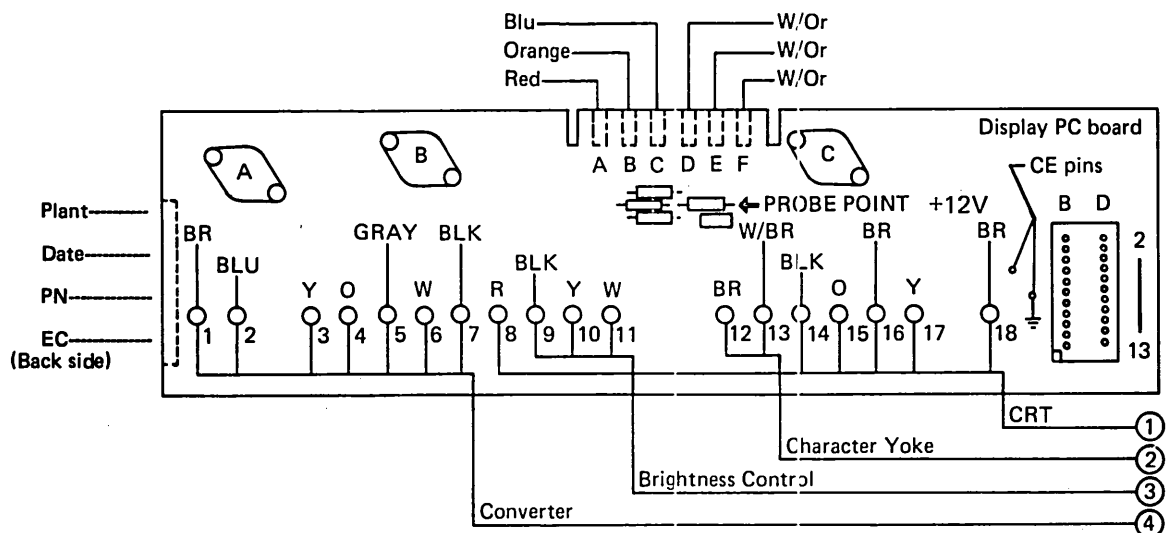 Blu W/Or
Orange W/Or
Red W/Or
Display PC board
A B C
A B C D E F
CE pins
PROBE POINT +12V
B D
Plant
Date
PN
EC
(Back side)
BR BLU Y O GRAY W BLK R BLK Y W BR W/BR BLK O BR Y BR
1 2 3 4 5 6 7 8 9 10 11 12 13 14 15 16 17 18
2
13
CRT 1
Character Yoke 2
Brightness Control 3
Converter 4